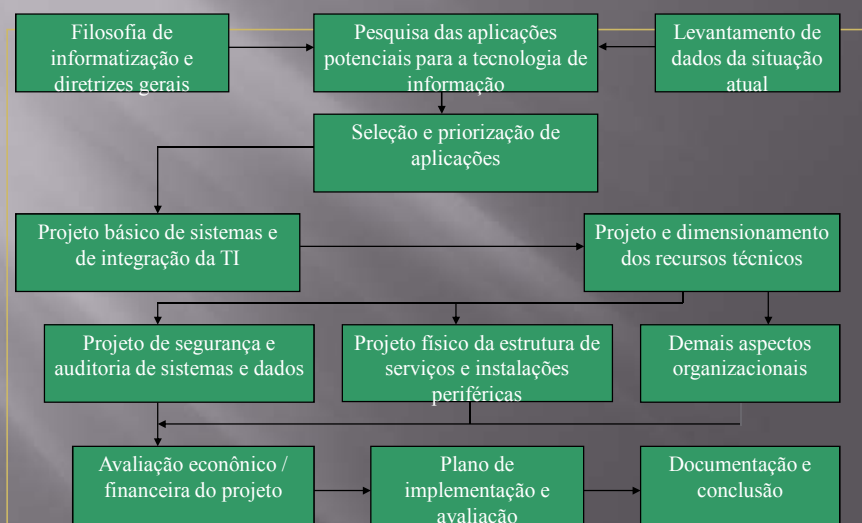 Filosofia de
informatização e
diretrizes gerais
Pesquisa das aplicações
potenciais para a tecnologia de
informação
Levantamento de
dados da situação
atual
Seleção e priorização de
aplicações
Projeto básico de sistemas e
de integração da TI
Projeto e dimensionamento
dos recursos técnicos
Projeto de segurança e
auditoria de sistemas e dados
Projeto físico da estrutura de
serviços e instalações
periféricas
Demais aspectos
organizacionais
Avaliação econômico /
financeira do projeto
Plano de
implementação e
avaliação
Documentação e
conclusão